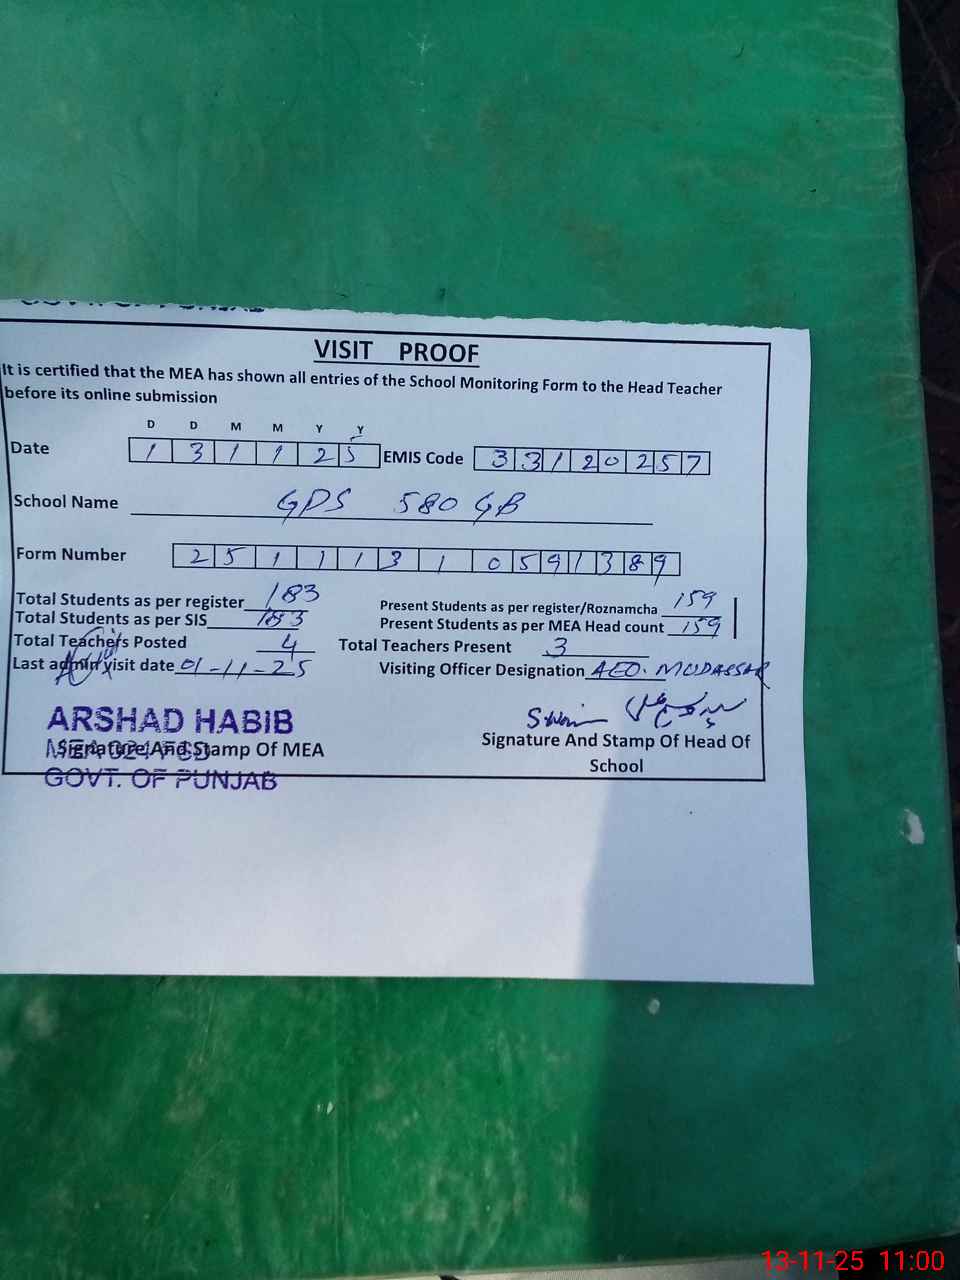 VISIT PROOF
It is certified that the MEA has shown all entries of the School Monitoring Form to the Head Teacher
before its online submission
D D M M Y Y
Date 1 3 1 1 2 5 EMIS Code 3 3 1 2 0 2 5 7
School Name GPS 580 GB
Form Number 2 5 1 1 1 3 1 0 5 9 1 3 8 9
Total Students as per register 183 Present Students as per register/Roznamcha 159
Total Students as per SIS 183 Present Students as per MEA Head count 159
Total Teachers Posted 4 Total Teachers Present 3
Last admin visit date 01-11-25 Visiting Officer Designation AEO. MUDASSAR
ARSHAD HABIB
Signature And Stamp Of MEA Signature And Stamp Of Head Of
School
GOVT. OF PUNJAB
13-11-25 11:00